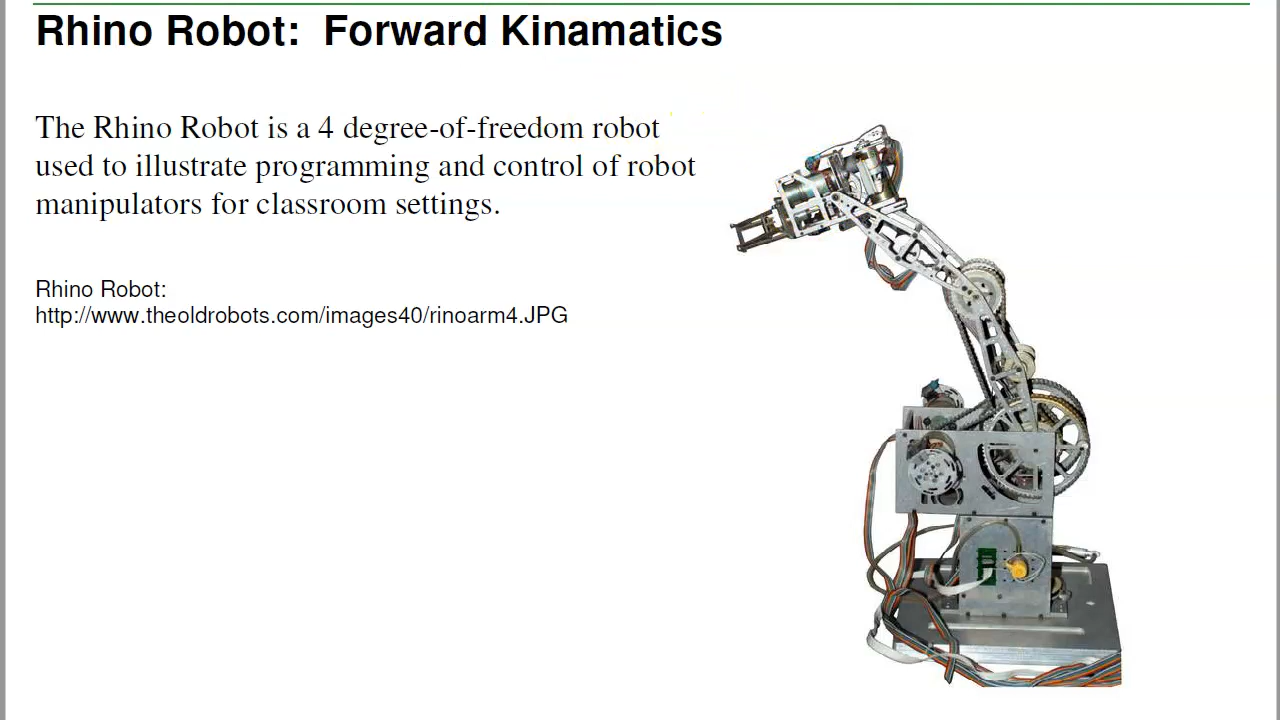 Rhino Robot: Forward Kinamatics
The Rhino Robot is a 4 degree-of-freedom robot
used to illustrate programming and control of robot
manipulators for classroom settings.
Rhino Robot:
http://www.theoldrobots.com/images40/rinoarm4.JPG